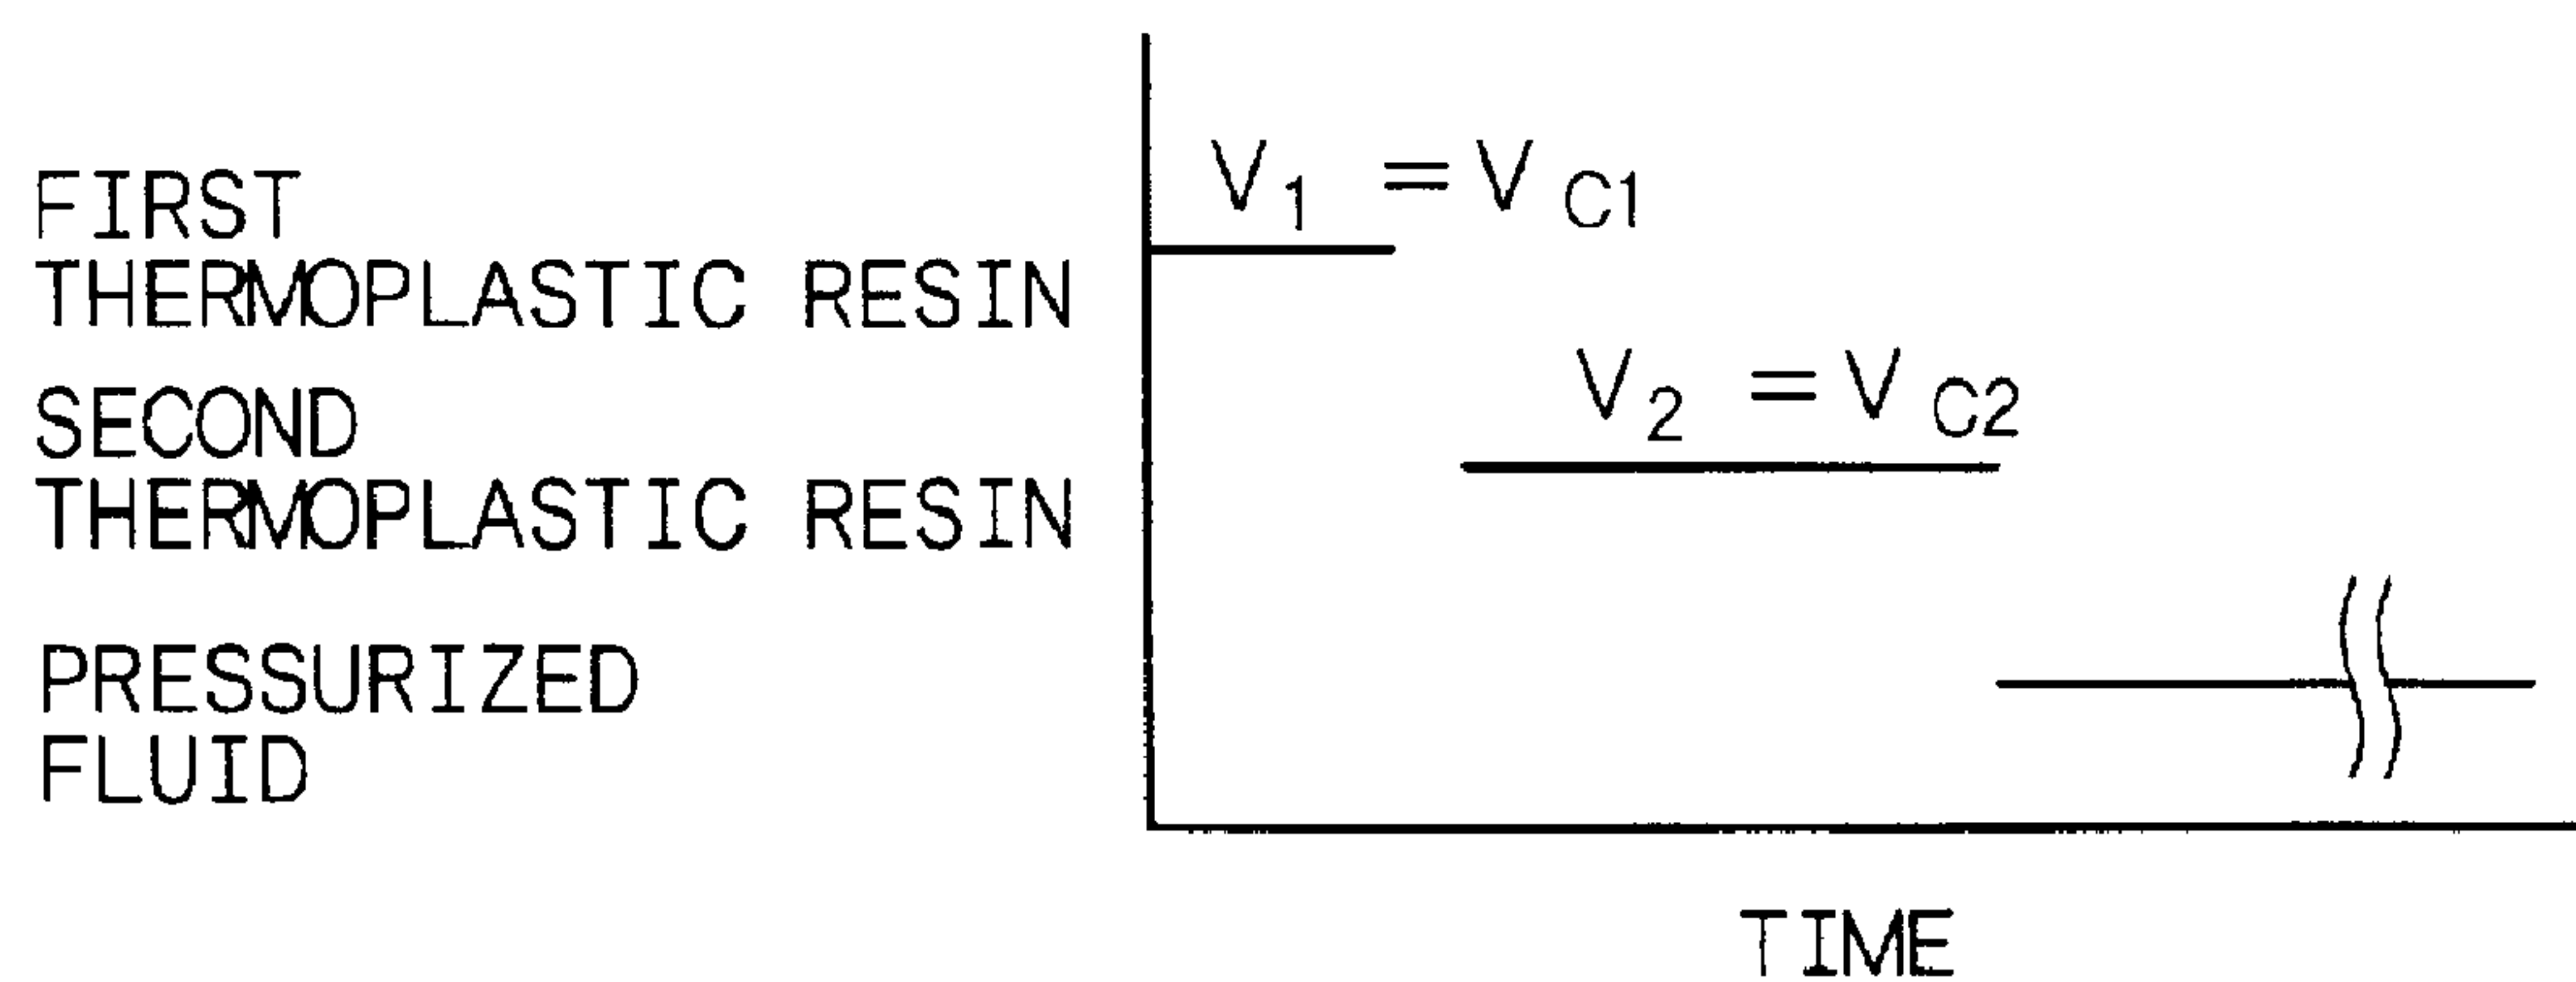 FIRST
THERMOPLASTIC RESIN
V1 = VC1
SECOND
THERMOPLASTIC RESIN
V2 = VC2
PRESSURIZED
FLUID
TIME